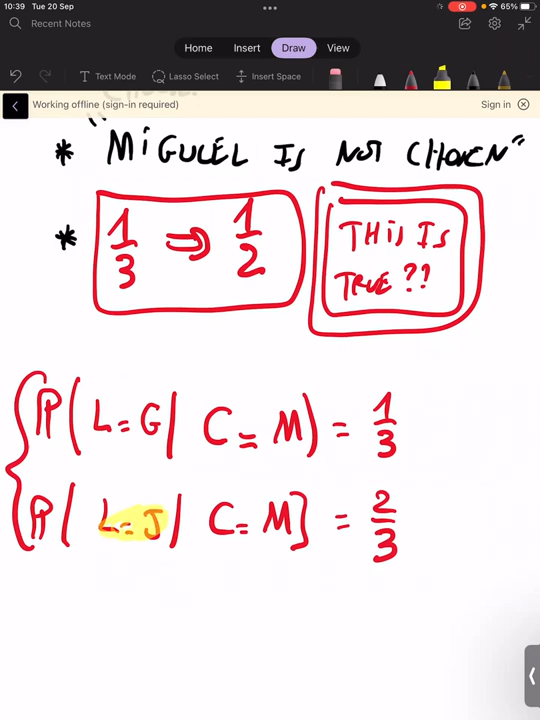 10:39 Tue 20 Sep
65%
Recent Notes
Home Insert Draw View
Text Mode Lasso Select Insert Space
Working offline (sign-in required) Sign in
* "MiGUEL IS NOT CHOSEN"
* 1/3 ⇒ 1/2
THIS IS
TRUE??
P( L=G | C=M) = 1/3
P( L=J | C=M] = 2/3